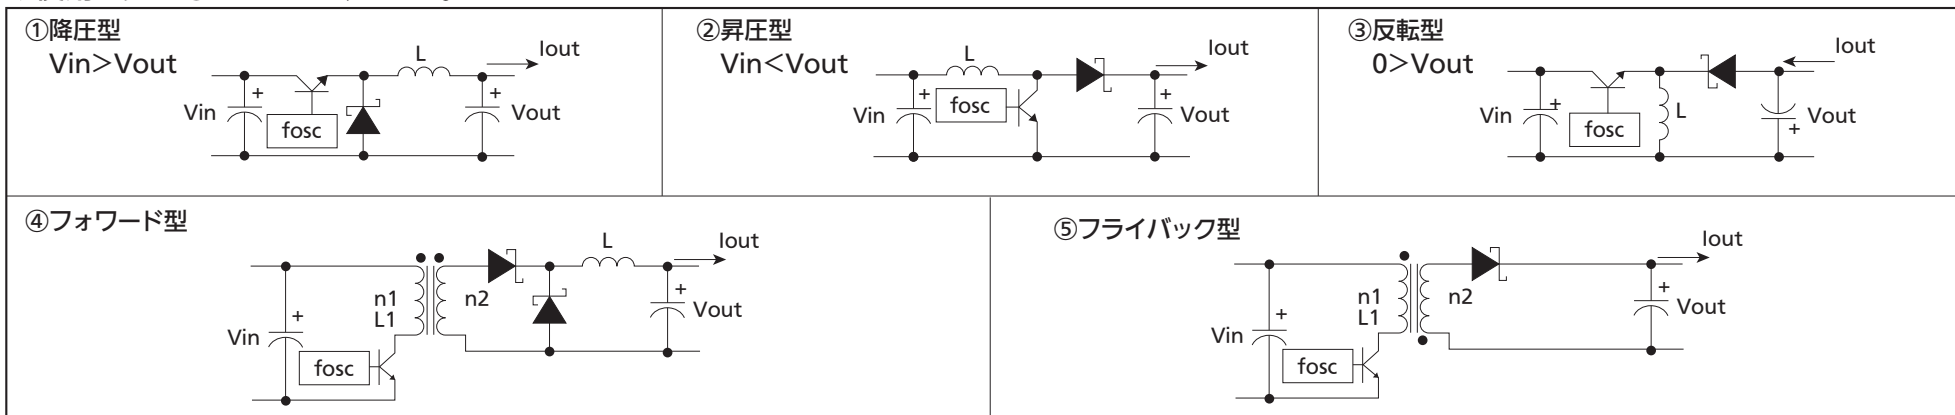 ①降圧型
Vin>Vout
L
Iout
+
+
Vin
Vout
fosc
②昇圧型
Vin<Vout
L
Iout
+
+
Vin
Vout
fosc
③反転型
0>Vout
Iout
+
Vin
L
Vout
fosc
+
④フォワード型
L
Iout
n1
n2
L1
+
+
Vin
Vout
fosc
⑤フライバック型
Iout
n1
n2
L1
+
+
Vin
Vout
fosc